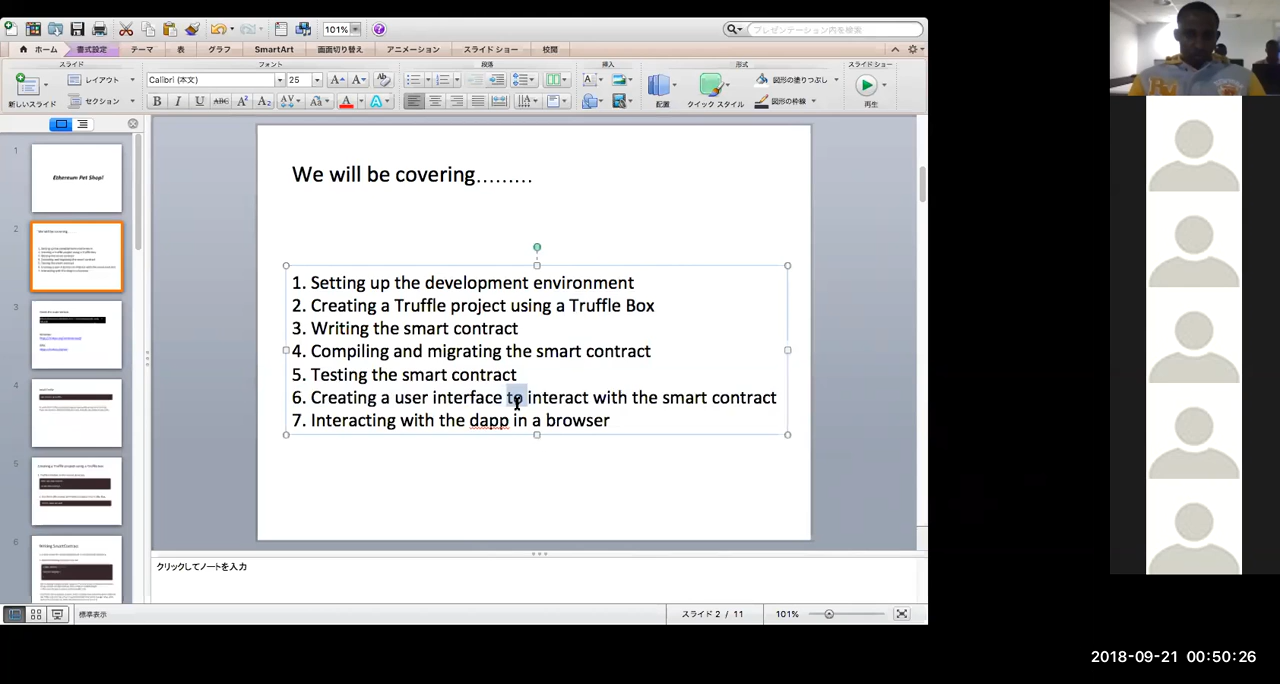 101%
プレゼンテーション内を検索
ホーム 書式設定 テーマ 表 グラフ SmartArt 画面切り替え アニメーション スライド ショー 校閲
スライド フォント 段落 挿入 形式 スライド ショー
新しいスライド レイアウト セクション
Calibri (本文) 25
配置 クイック スタイル 図形の塗りつぶし 図形の枠線 再生
1
Ethereum Pet Shop!
2
3
4
5
6
We will be covering.........
1. Setting up the development environment
2. Creating a Truffle project using a Truffle Box
3. Writing the smart contract
4. Compiling and migrating the smart contract
5. Testing the smart contract
6. Creating a user interface to interact with the smart contract
7. Interacting with the dapp in a browser
クリックしてノートを入力
標準表示 スライド 2 / 11 101%
2018-09-21 00:50:26